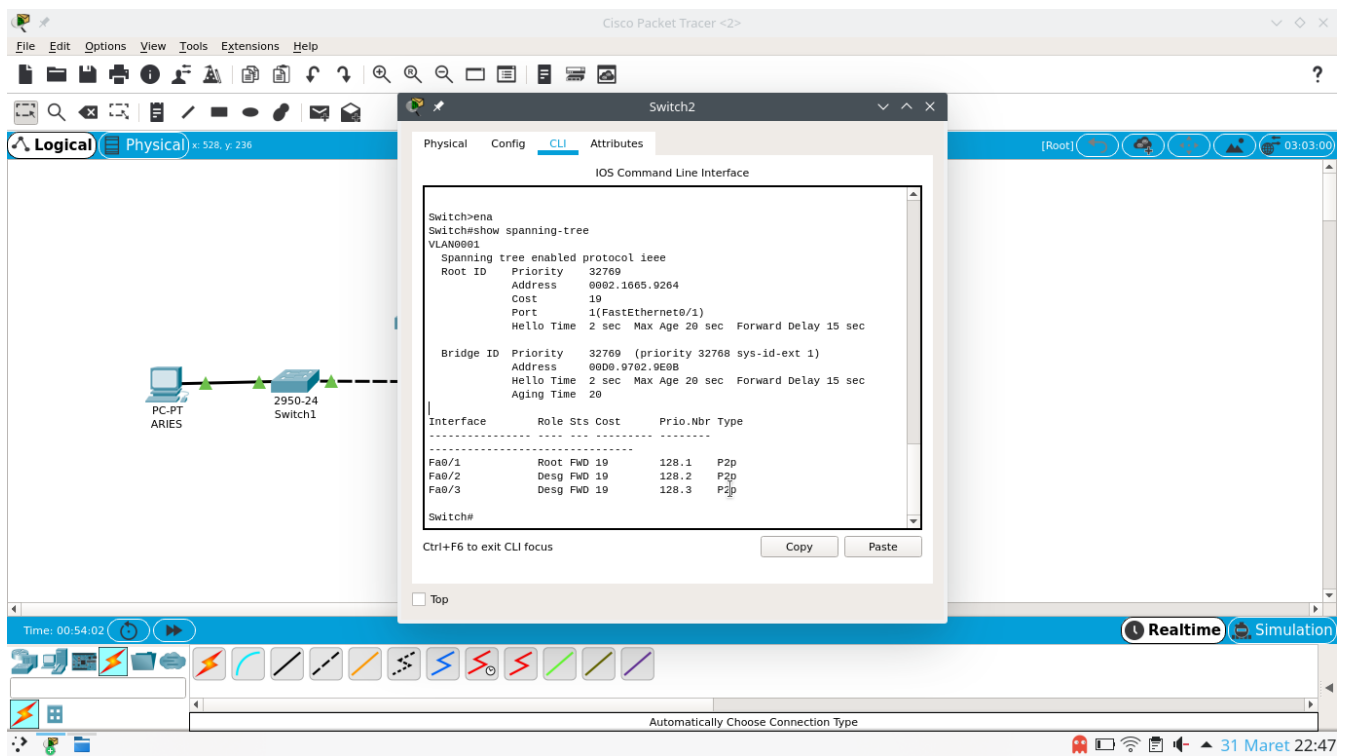 Cisco Packet Tracer <2>
File Edit Options View Tools Extensions Help
?
Switch2
Logical Physical x: 528, y: 236
[Root] 03:03:00
Physical Config CLI Attributes
IOS Command Line Interface
Switch>ena
Switch#show spanning-tree
VLAN0001
Spanning tree enabled protocol ieee
Root ID Priority 32769
Address 0002.1665.9264
Cost 19
Port 1(FastEthernet0/1)
Hello Time 2 sec Max Age 20 sec Forward Delay 15 sec
Bridge ID Priority 32769 (priority 32768 sys-id-ext 1)
Address 00D0.9702.9E0B
Hello Time 2 sec Max Age 20 sec Forward Delay 15 sec
Aging Time 20
Interface Role Sts Cost Prio.Nbr Type
---------------- ---- --- --------- --------
--------------------------------
Fa0/1 Root FWD 19 128.1 P2p
Fa0/2 Desg FWD 19 128.2 P2p
Fa0/3 Desg FWD 19 128.3 P2p
Switch#
Ctrl+F6 to exit CLI focus
Copy Paste
Top
PC-PT
ARIES
2950-24
Switch1
Time: 00:54:02
Realtime Simulation
Automatically Choose Connection Type
31 Maret 22:47